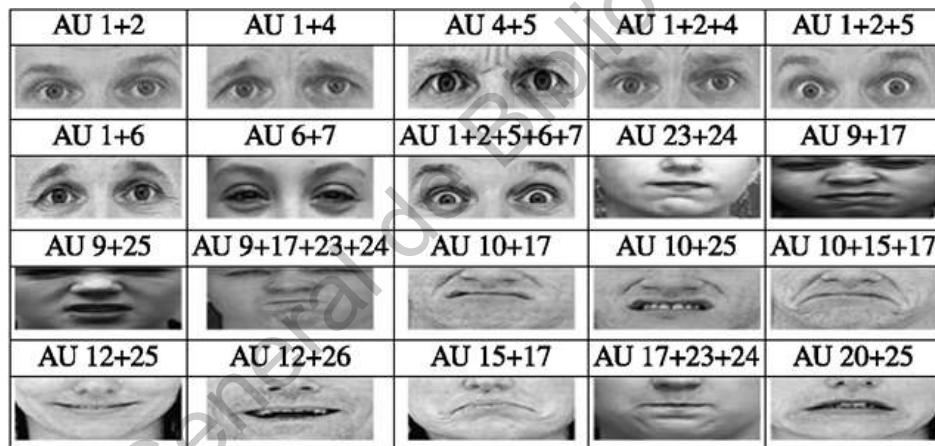 AU 1+2 AU 1+4 AU 4+5 AU 1+2+4 AU 1+2+5
AU 1+6 AU 6+7 AU 1+2+5+6+7 AU 23+24 AU 9+17
AU 9+25 AU 9+17+23+24 AU 10+17 AU 10+25 AU 10+15+17
AU 12+25 AU 12+26 AU 15+17 AU 17+23+24 AU 20+25
General do Biblio